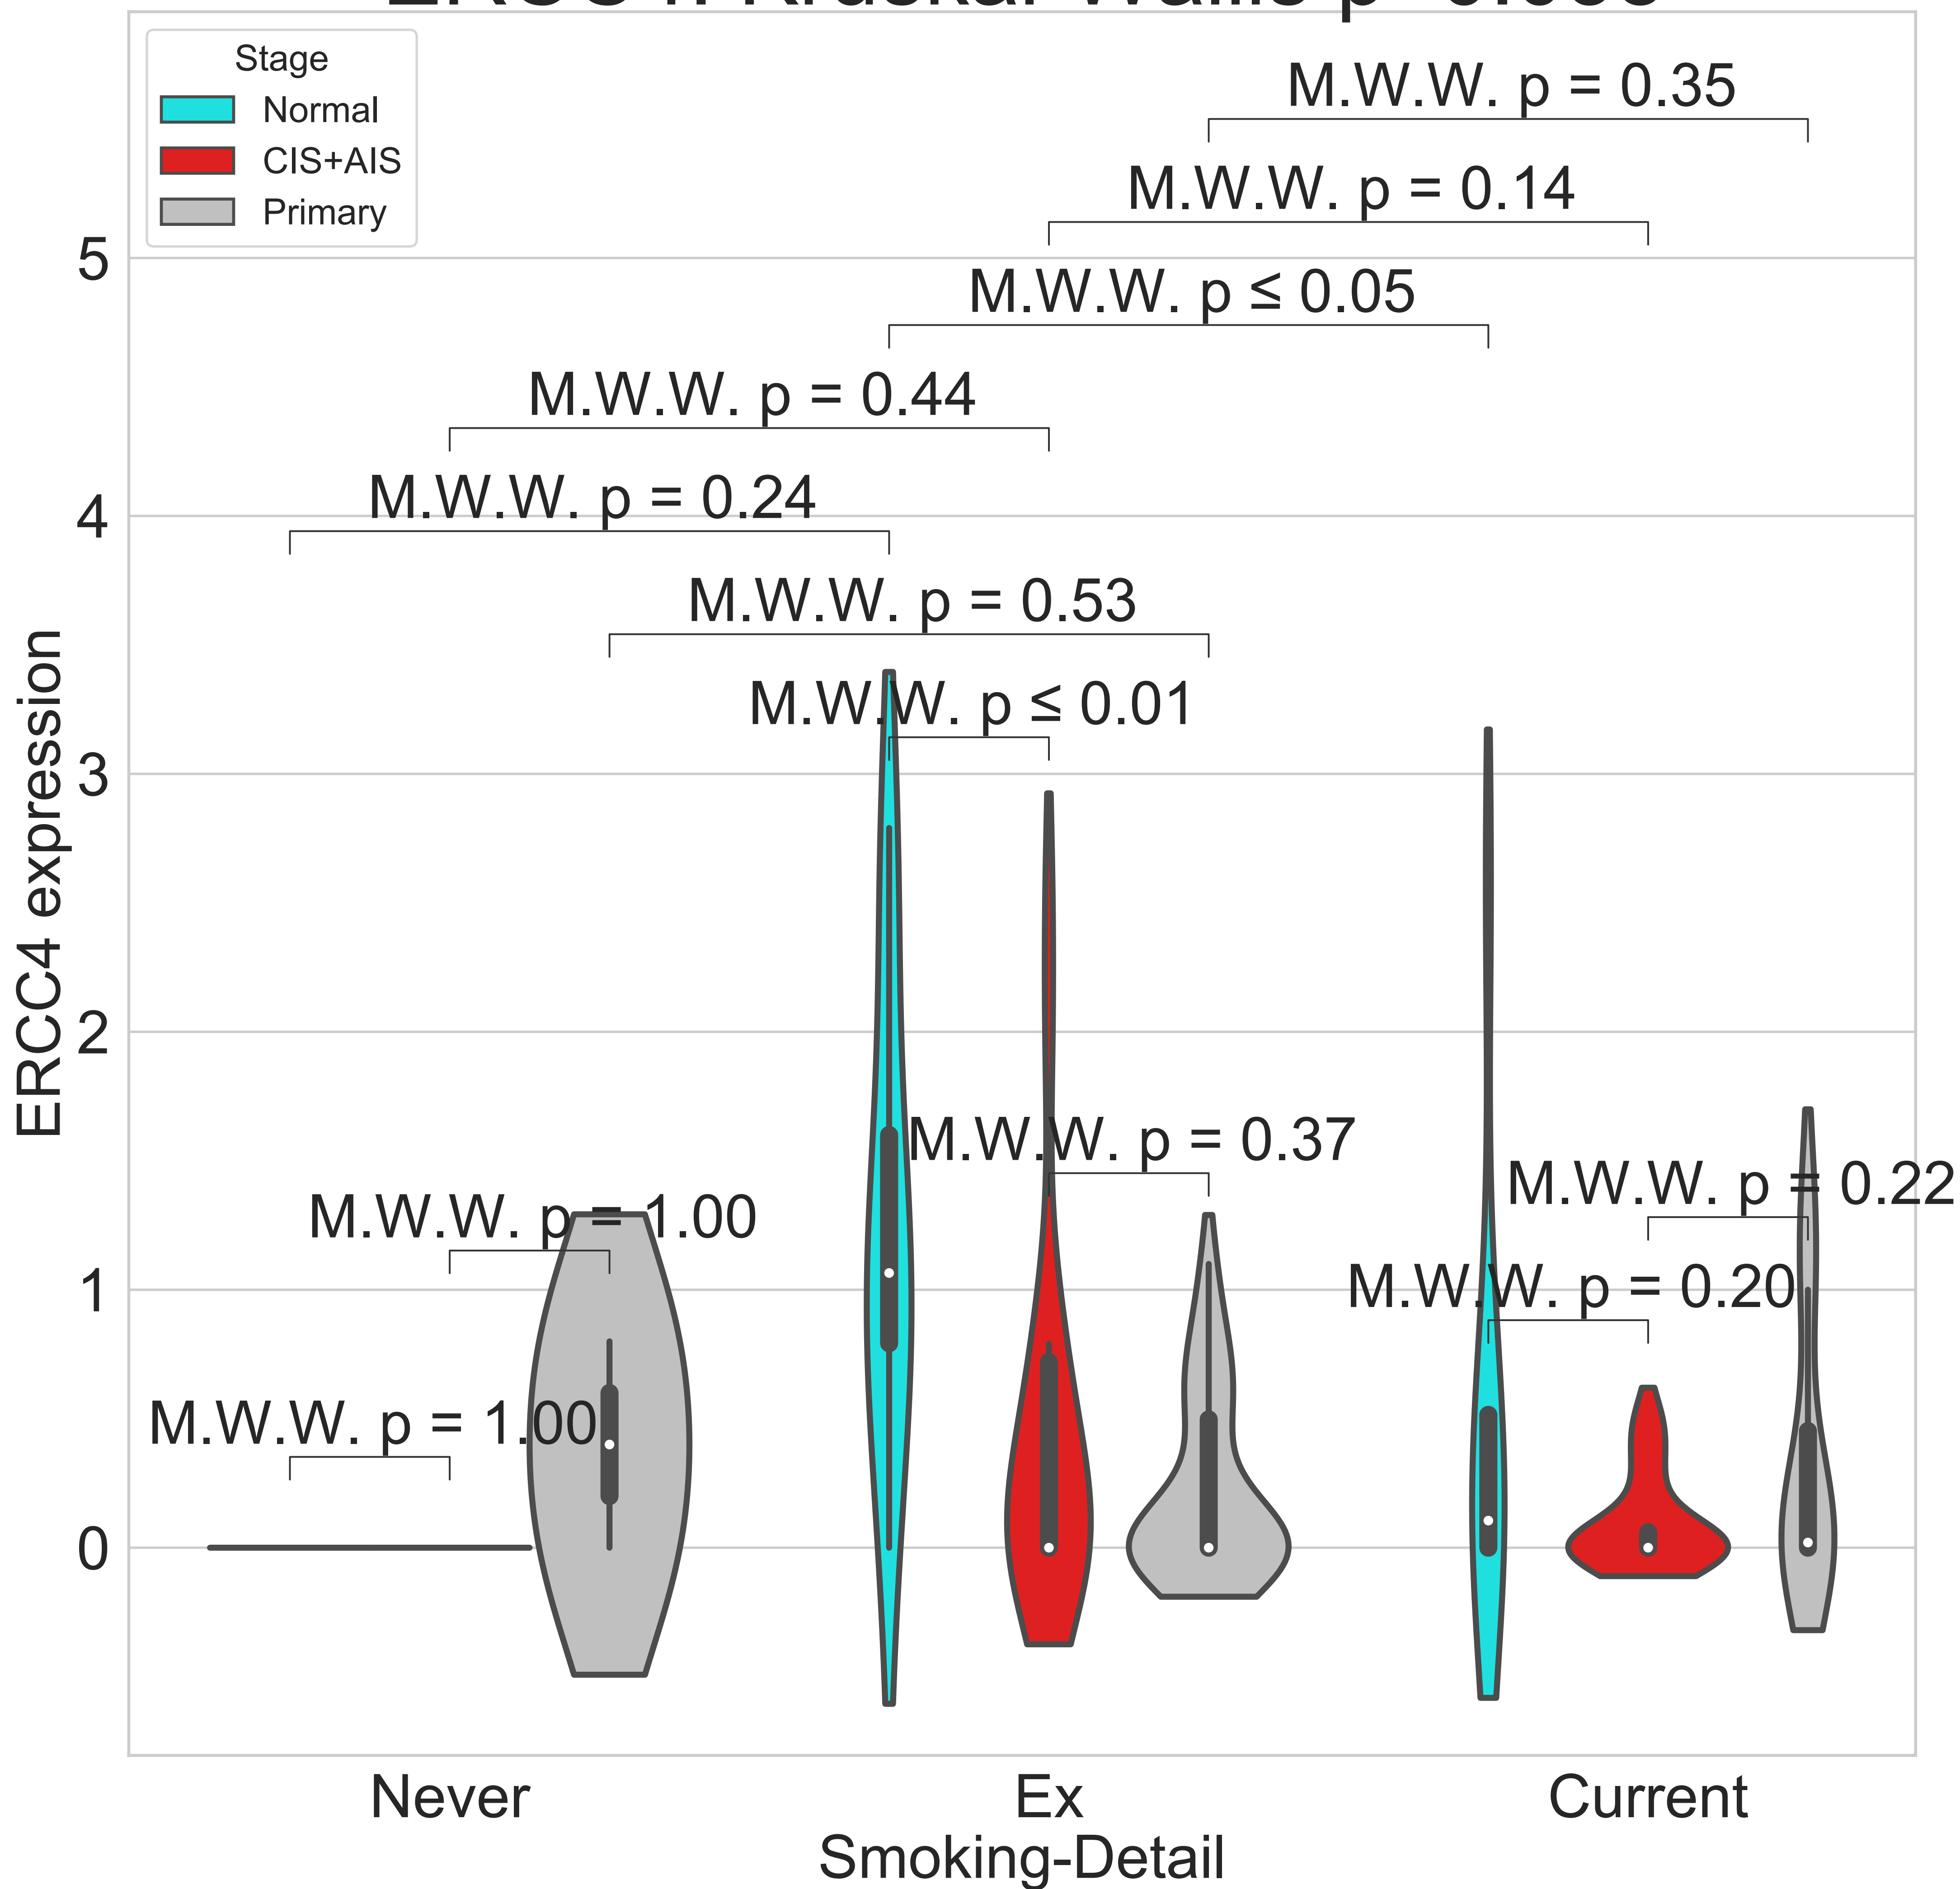 Stage
Normal
CIS+AIS
Primary
M.W.W. p = 0.35
M.W.W. p = 0.14
M.W.W. p ≤ 0.05
M.W.W. p = 0.44
M.W.W. p = 0.24
M.W.W. p = 0.53
M.W.W. p ≤ 0.01
M.W.W. p = 0.37
M.W.W. p = 0.22
M.W.W. p = 1.00
M.W.W. p = 0.20
M.W.W. p = 1.00
5
4
3
2
1
0
ERCC4 expression
Never
Ex
Current
Smoking-Detail